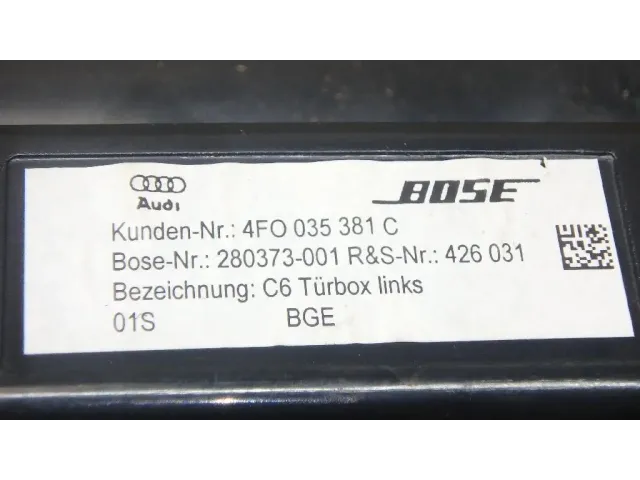 Audi BOSE
Kunden-Nr.: 4FO 035 381 C
Bose-Nr.: 280373-001 R&S-Nr.: 426 031
Bezeichnung: C6 Türbox links
01S BGE